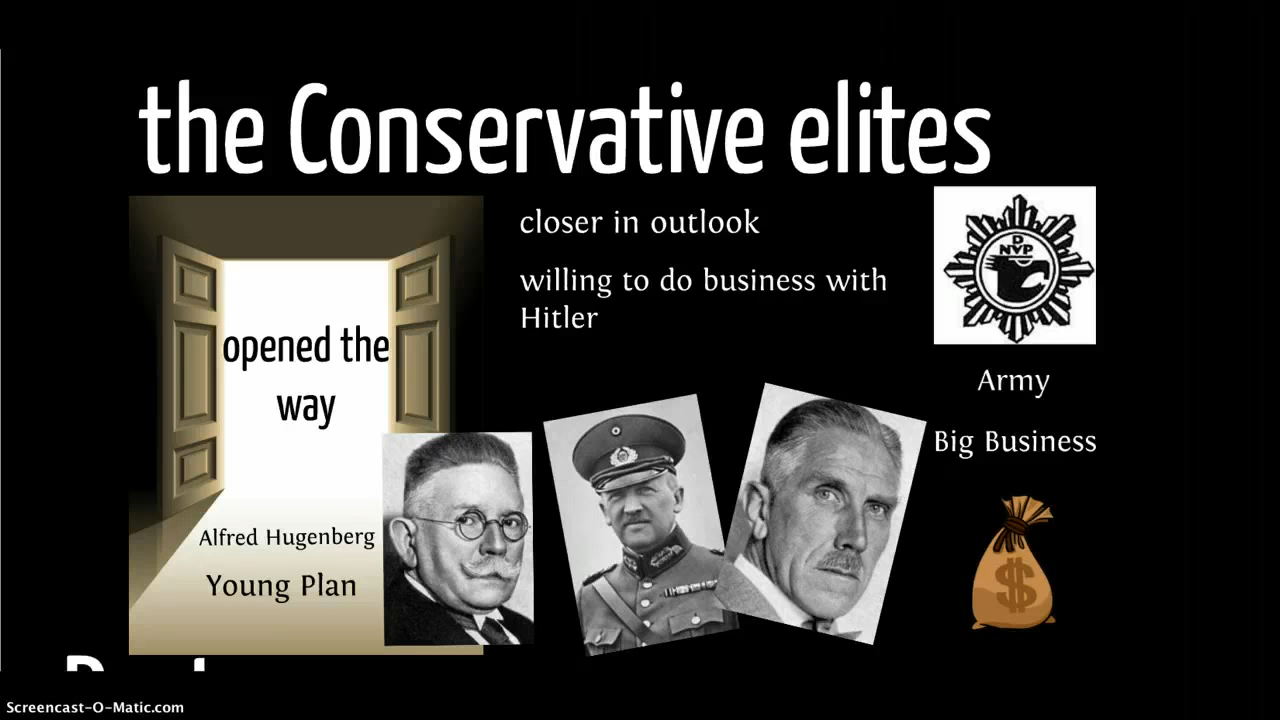 the Conservative elites
closer in outlook
willing to do business with
Hitler
opened the
way
D
NVP
Army
Big Business
Alfred Hugenberg
Young Plan
$
Screencast-O-Matic.com